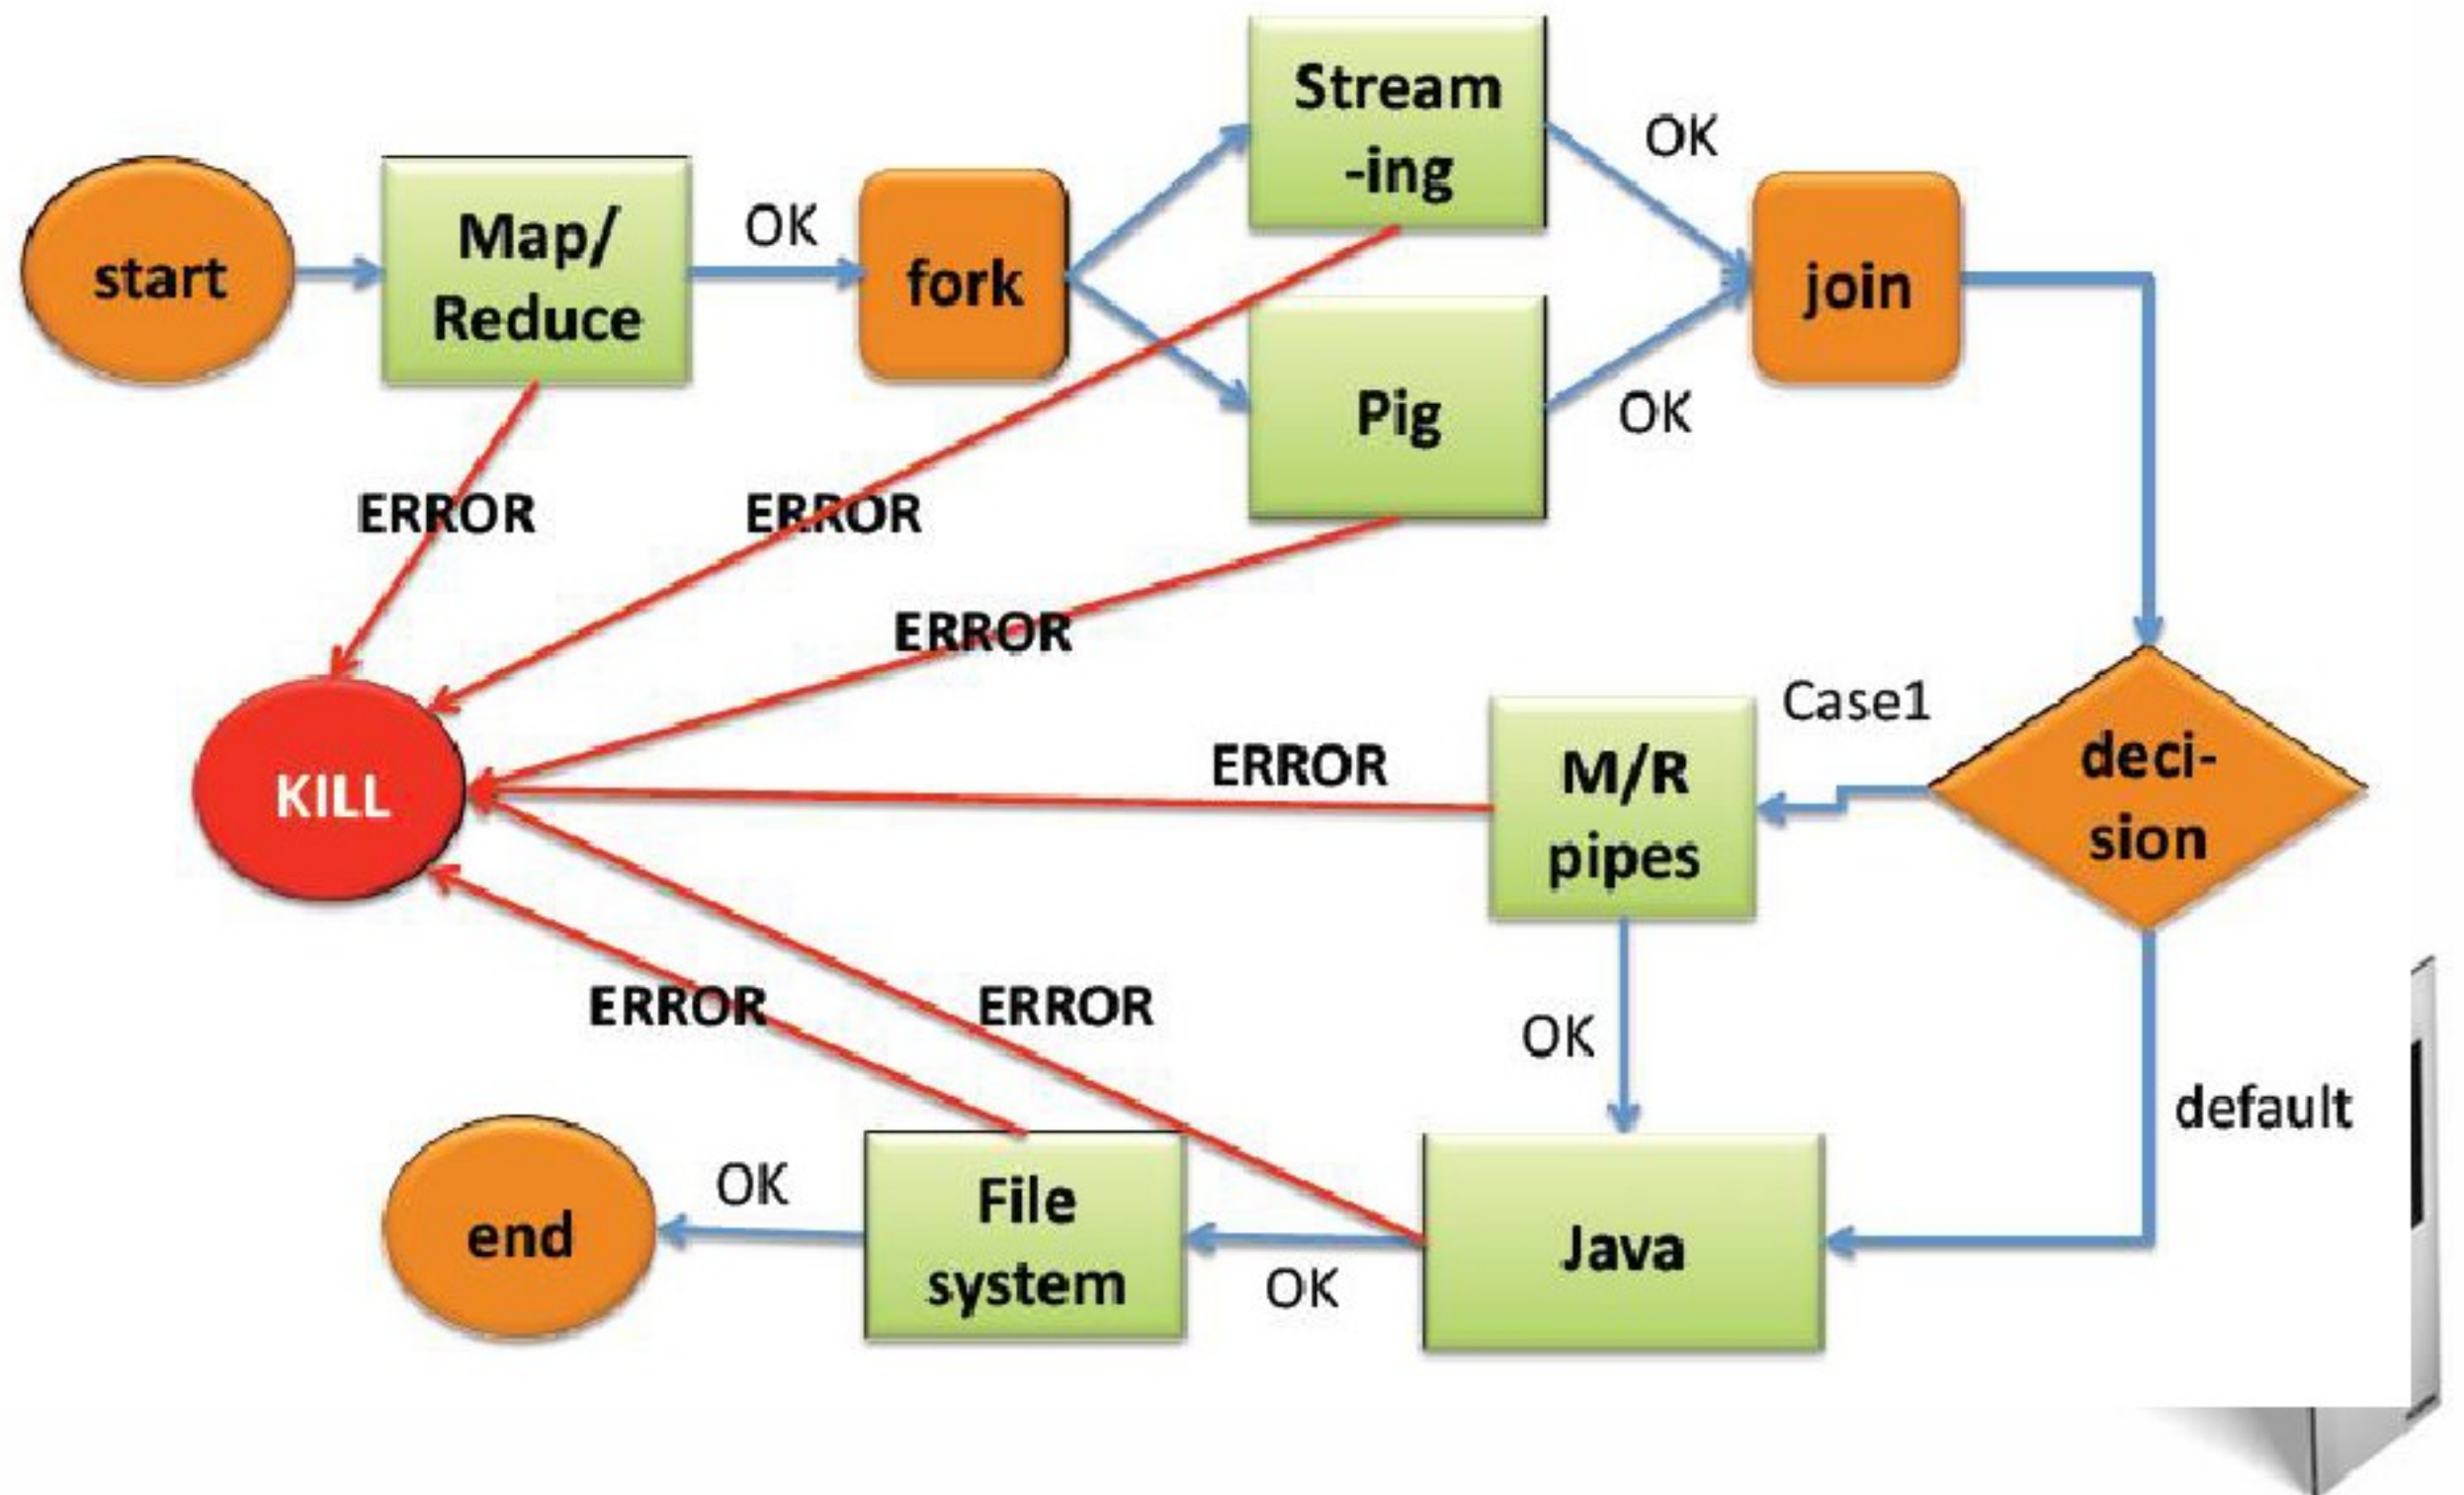 Stream
-ing
OK
start
Map/
Reduce
OK
fork
join
Pig
OK
ERROR
ERROR
ERROR
Case1
KILL
ERROR
M/R
pipes
deci-
sion
ERROR
ERROR
OK
default
end
OK
File
system
OK
Java